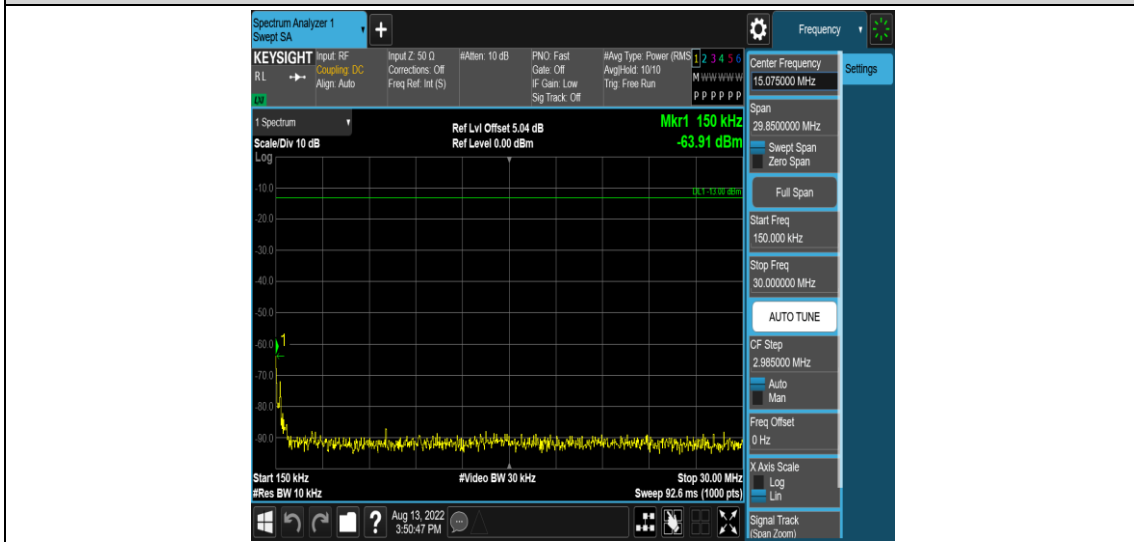 Spectrum Analyzer 1
Swept SA
+
Frequency
KEYSIGHT
RL
LXI
Input: RF
Coupling: DC
Align: Auto
Input Z: 50 Ω
Corrections: Off
Freq Ref: Int (S)
#Atten: 10 dB
PNO: Fast
Gate: Off
IF Gain: Low
Sig Track: Off
#Avg Type: Power (RMS
Avg|Hold: 10/10
Trig: Free Run
1 2 3 4 5 6
M W W W W W
P P P P P P
1 Spectrum
Scale/Div 10 dB
Log
Ref Lvl Offset 5.04 dB
Ref Level 0.00 dBm
Mkr1 150 kHz
-63.91 dBm
DL1 -13.00 dBm
-10.0
-20.0
-30.0
-40.0
-50.0
-60.0
-70.0
-80.0
-90.0
1
Start 150 kHz
#Res BW 10 kHz
#Video BW 30 kHz
Stop 30.00 MHz
Sweep 92.6 ms (1000 pts)
?
Aug 13, 2022
3:50:47 PM
Center Frequency
15.075000 MHz
Settings
Span
29.8500000 MHz
Swept Span
Zero Span
Full Span
Start Freq
150.000 kHz
Stop Freq
30.000000 MHz
AUTO TUNE
CF Step
2.985000 MHz
Auto
Man
Freq Offset
0 Hz
X Axis Scale
Log
Lin
Signal Track
(Span Zoom)